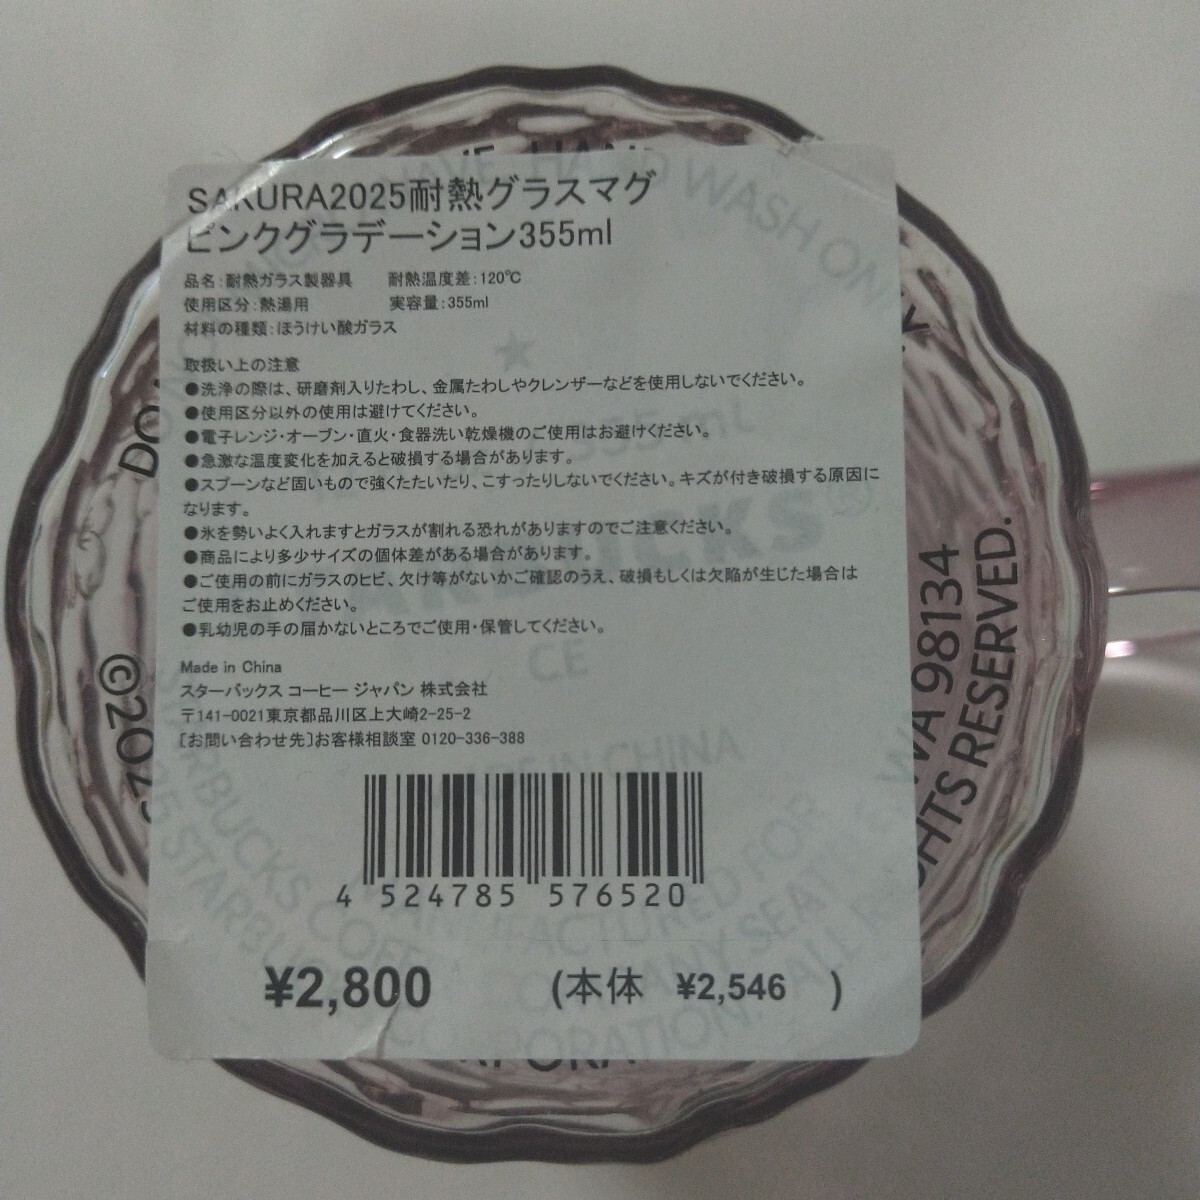 SAKURA2025耐熱グラスマグ
ピンクグラデーション355ml
品名：耐熱ガラス製器具　耐熱温度差：120℃
使用区分：熱湯用　実容量：355ml
材料の種類：ほうけい酸ガラス
取扱い上の注意
●洗浄の際は、研磨剤入りたわし、金属たわしやクレンザーなどを使用しないでください。
●使用区分以外の使用は避けてください。
●電子レンジ・オーブン・直火・食器洗い乾燥機のご使用はお避けください。
●急激な温度変化を加えると破損する場合があります。
●スプーンなど固いもので強くたたいたり、こすったりしないでください。キズが付き破損する原因に
なります。
●氷を勢いよく入れますとガラスが割れる恐れがありますのでご注意ください。
●商品により多少サイズの個体差がある場合があります。
●ご使用の前にガラスのヒビ、欠け等がないかご確認のうえ、破損もしくは欠陥が生じた場合は
ご使用をお止めください。
●乳幼児の手の届かないところでご使用・保管してください。
Made in China
スターバックス コーヒー ジャパン 株式会社
〒141-0021東京都品川区上大崎2-25-2
［お問い合わせ先］お客様相談室 0120-336-388
4 524785 576520
¥2,800　(本体　¥2,546　)
HAND WASH ONLY.
355 ml
CE
MADE IN CHINA
MANUFACTURED FOR
STARBUCKS COFFEE COMPANY SEATTLE, WA 98134
©2025 STARBUCKS CORPORATION. ALL RIGHTS RESERVED.